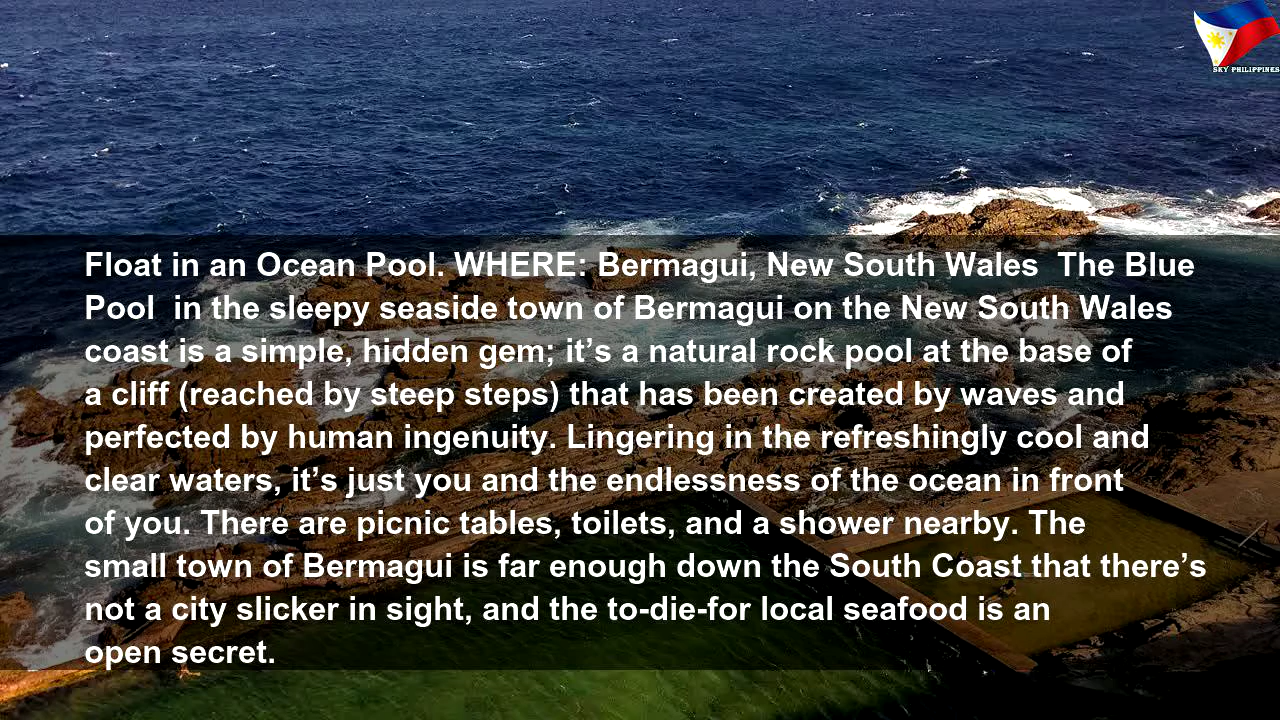 SKY PHILIPPINES
Float in an Ocean Pool. WHERE: Bermagui, New South Wales  The Blue
Pool  in the sleepy seaside town of Bermagui on the New South Wales
coast is a simple, hidden gem; it’s a natural rock pool at the base of
a cliff (reached by steep steps) that has been created by waves and
perfected by human ingenuity. Lingering in the refreshingly cool and
clear waters, it’s just you and the endlessness of the ocean in front
of you. There are picnic tables, toilets, and a shower nearby. The
small town of Bermagui is far enough down the South Coast that there’s
not a city slicker in sight, and the to-die-for local seafood is an
open secret.